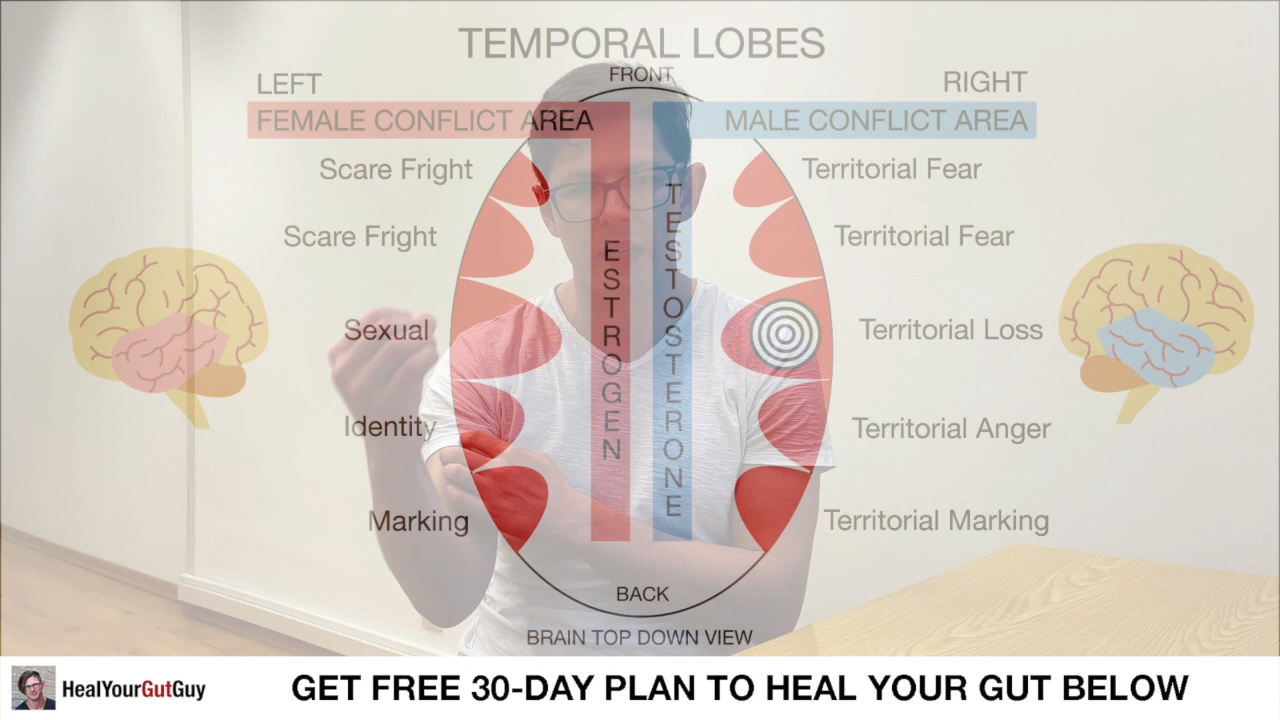 TEMPORAL LOBES
FRONT
LEFT
RIGHT
FEMALE CONFLICT AREA
MALE CONFLICT AREA
Scare Fright
Territorial Fear
Scare Fright
Territorial Fear
Sexual
Territorial Loss
Identity
Territorial Anger
Marking
Territorial Marking
ESTROGEN
TESTOSTERONE
BACK
BRAIN TOP DOWN VIEW
HealYourGutGuy
GET FREE 30-DAY PLAN TO HEAL YOUR GUT BELOW